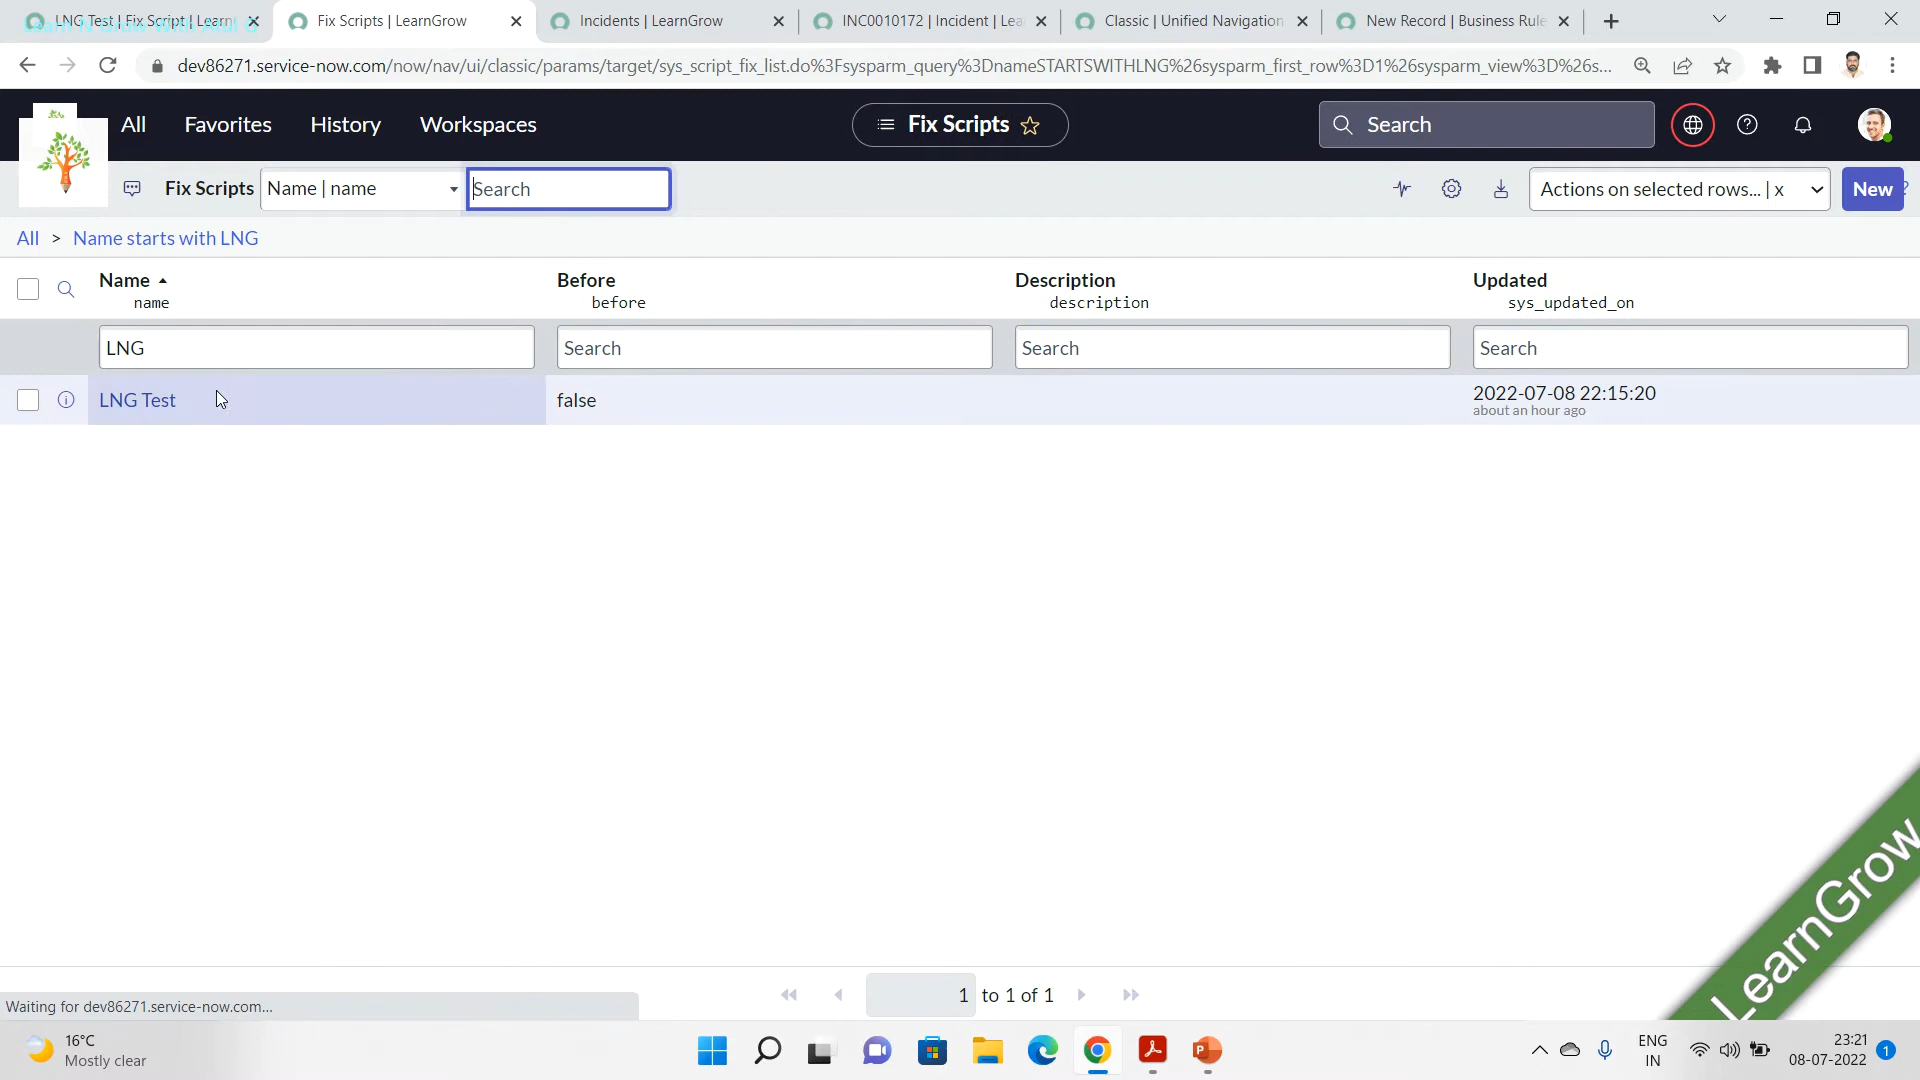 LNG Test | Fix Script | Learn
Fix Scripts | LearnGrow
Incidents | LearnGrow
INC0010172 | Incident | Lea
Classic | Unified Navigation
New Record | Business Rule
dev86271.service-now.com/now/nav/ui/classic/params/target/sys_script_fix_list.do%3Fsysparm_query%3DnameSTARTSWITHLNG%26sysparm_first_row%3D1%26sysparm_view%3D%26s...
All
Favorites
History
Workspaces
Fix Scripts
Search
Fix Scripts
Name | name
Search
Actions on selected rows... | x
New
All > Name starts with LNG
Name
name
Before
before
Description
description
Updated
sys_updated_on
LNG
Search
Search
Search
LNG Test
false
2022-07-08 22:15:20
about an hour ago
LearnGrow
1 to 1 of 1
Waiting for dev86271.service-now.com...
16°C
Mostly clear
ENG
IN
23:21
08-07-2022
1